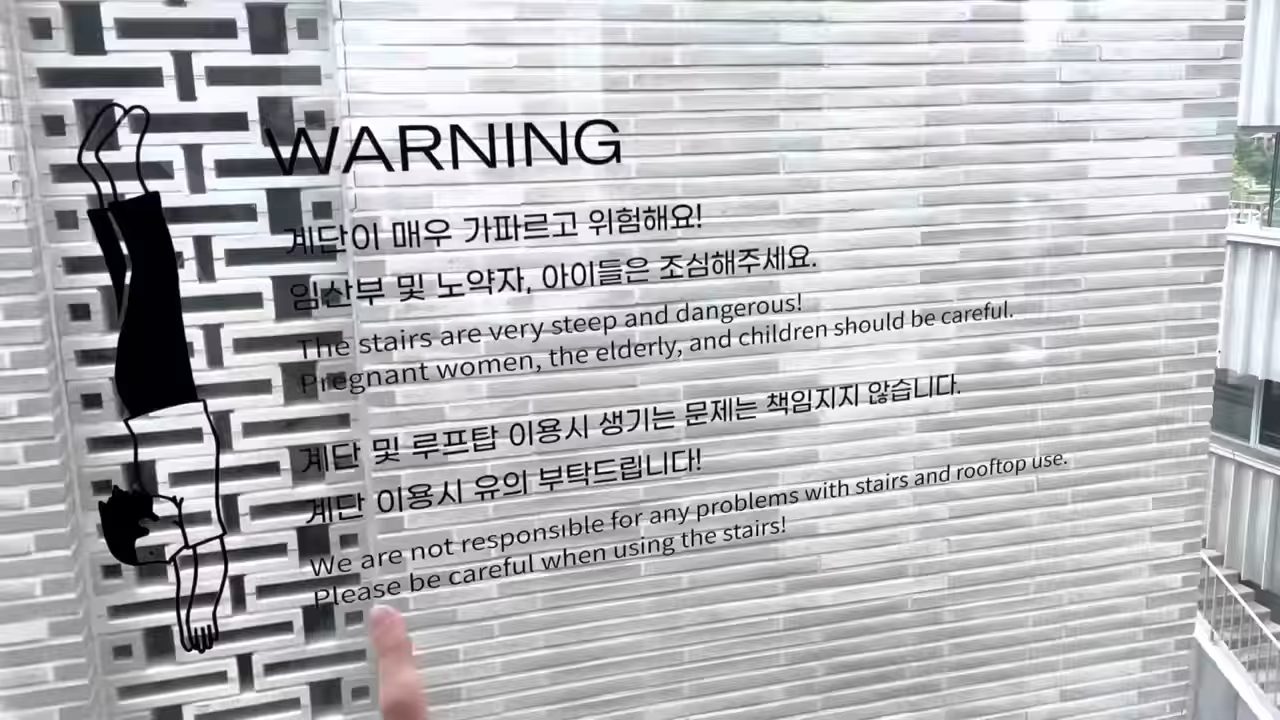 WARNING
계단이 매우 가파르고 위험해요!
임산부 및 노약자, 아이들은 조심해주세요.
The stairs are very steep and dangerous!
Pregnant women, the elderly, and children should be careful.
계단 및 루프탑 이용시 생기는 문제는 책임지지 않습니다.
계단 이용시 유의 부탁드립니다!
We are not responsible for any problems with stairs and rooftop use.
Please be careful when using the stairs!